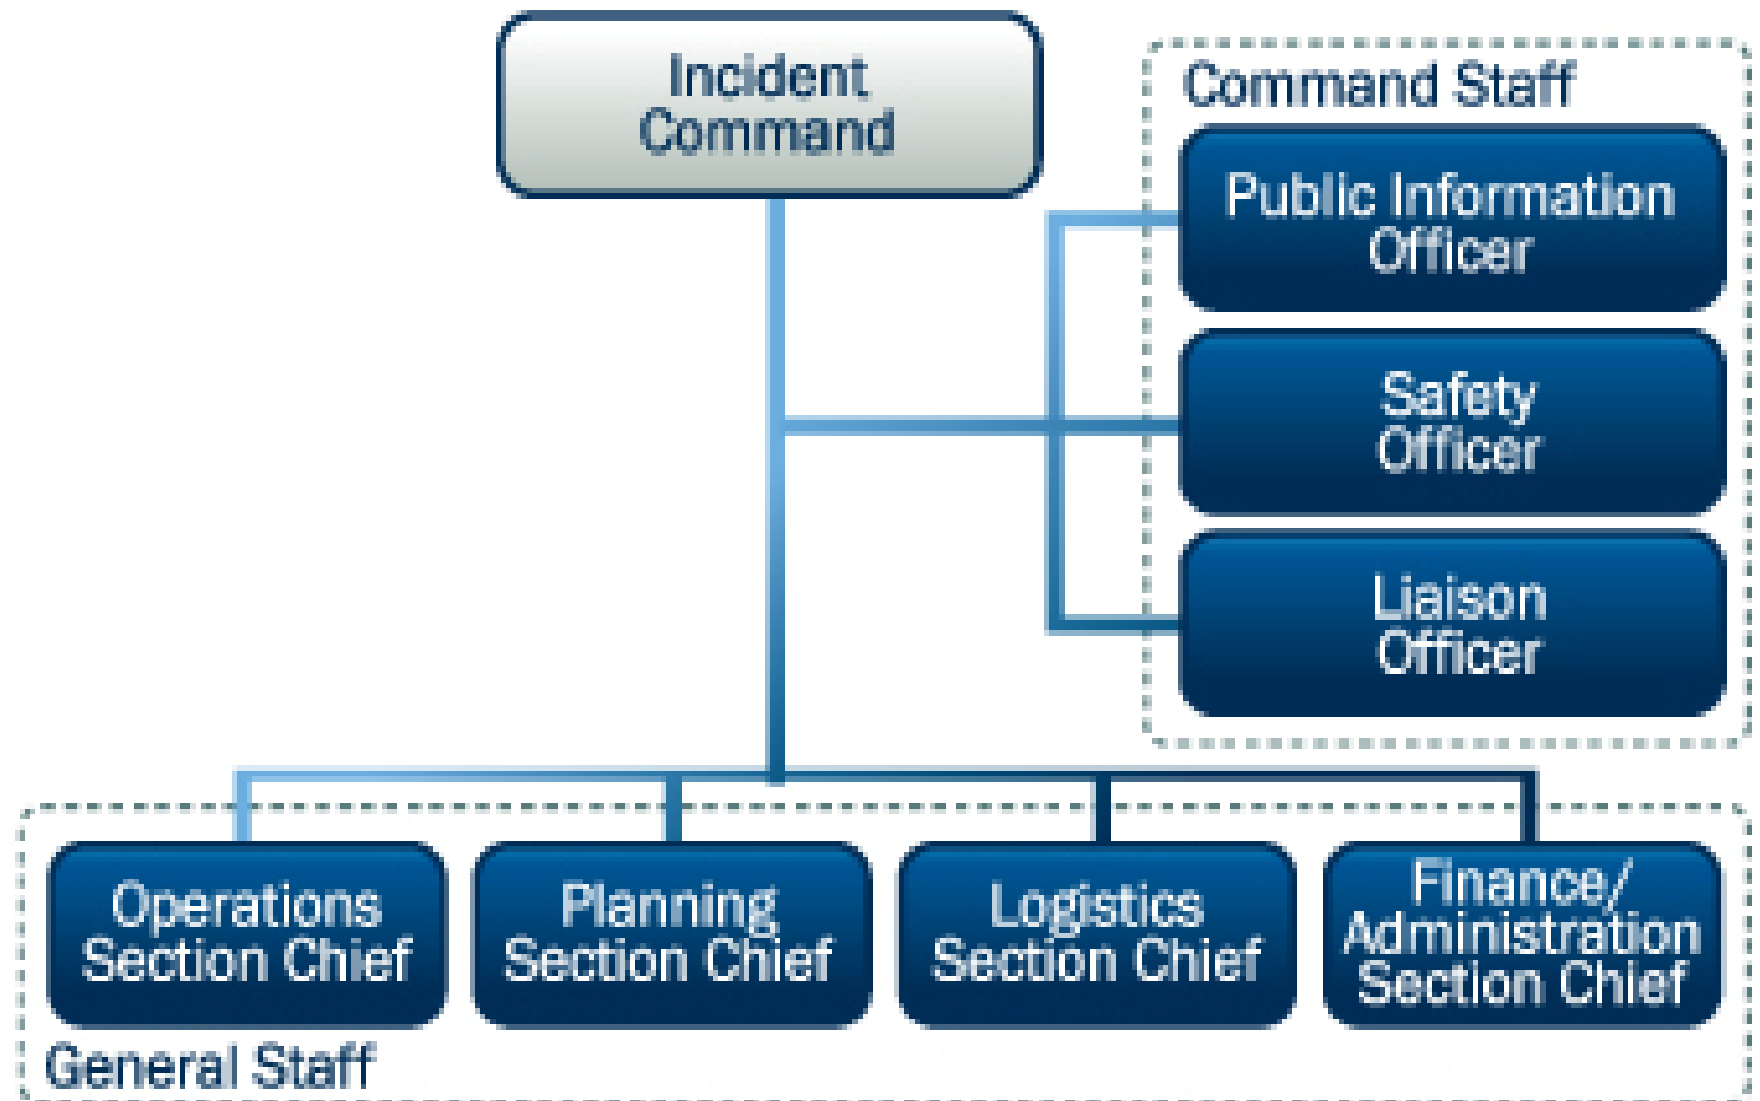 Incident
Command
Command Staff
Public Information
Officer
Safety
Officer
Liaison
Officer
Operations
Section Chief
Planning
Section Chief
Logistics
Section Chief
Finance/
Administration
Section Chief
General Staff